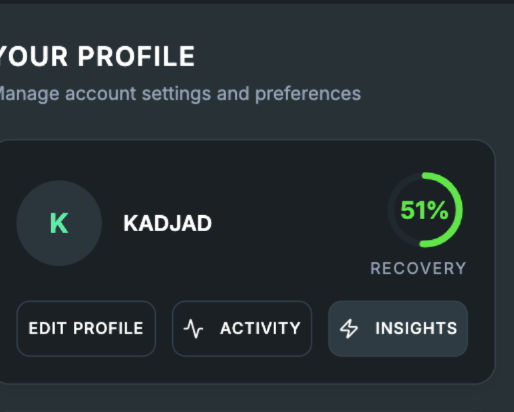 YOUR PROFILE
Manage account settings and preferences
K
KADJAD
51%
RECOVERY
EDIT PROFILE
ACTIVITY
INSIGHTS